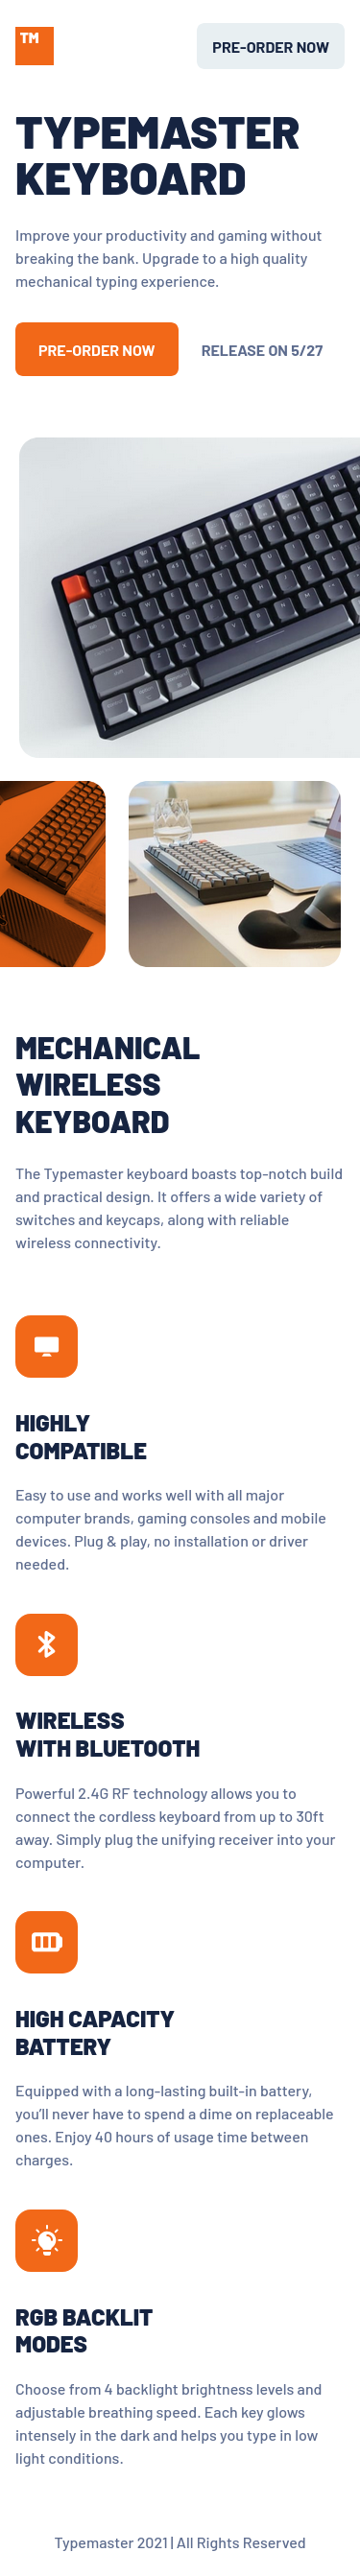 TM
PRE-ORDER NOW
TYPEMASTER
KEYBOARD
Improve your productivity and gaming without
breaking the bank. Upgrade to a high quality
mechanical typing experience.
PRE-ORDER NOW
RELEASE ON 5/27
MECHANICAL
WIRELESS
KEYBOARD
The Typemaster keyboard boasts top-notch build
and practical design. It offers a wide variety of
switches and keycaps, along with reliable
wireless connectivity.
HIGHLY
COMPATIBLE
Easy to use and works well with all major
computer brands, gaming consoles and mobile
devices. Plug & play, no installation or driver
needed.
WIRELESS
WITH BLUETOOTH
Powerful 2.4G RF technology allows you to
connect the cordless keyboard from up to 30ft
away. Simply plug the unifying receiver into your
computer.
HIGH CAPACITY
BATTERY
Equipped with a long-lasting built-in battery,
you’ll never have to spend a dime on replaceable
ones. Enjoy 40 hours of usage time between
charges.
RGB BACKLIT
MODES
Choose from 4 backlight brightness levels and
adjustable breathing speed. Each key glows
intensely in the dark and helps you type in low
light conditions.
Typemaster 2021 | All Rights Reserved